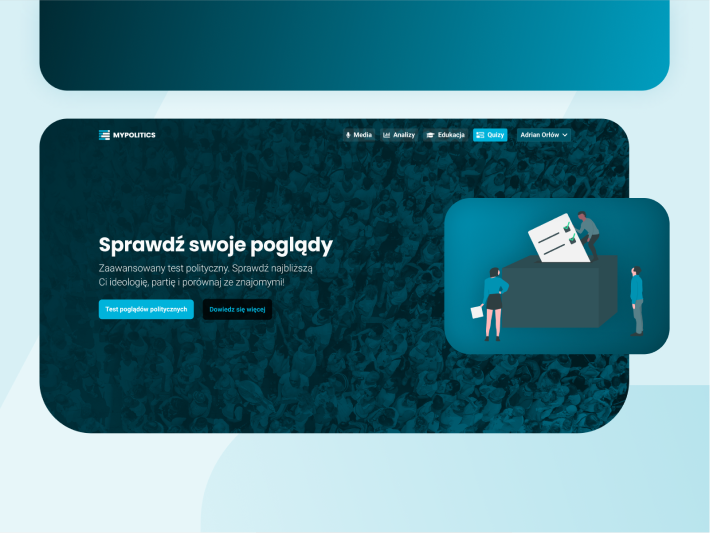 MYPOLITICS
Media
Analizy
Edukacja
Quizy
Adrian Orłów
Sprawdź swoje poglądy
Zaawansowany test polityczny. Sprawdź najbliższą
Ci ideologię, partię i porównaj ze znajomymi!
Test poglądów politycznych
Dowiedz się więcej